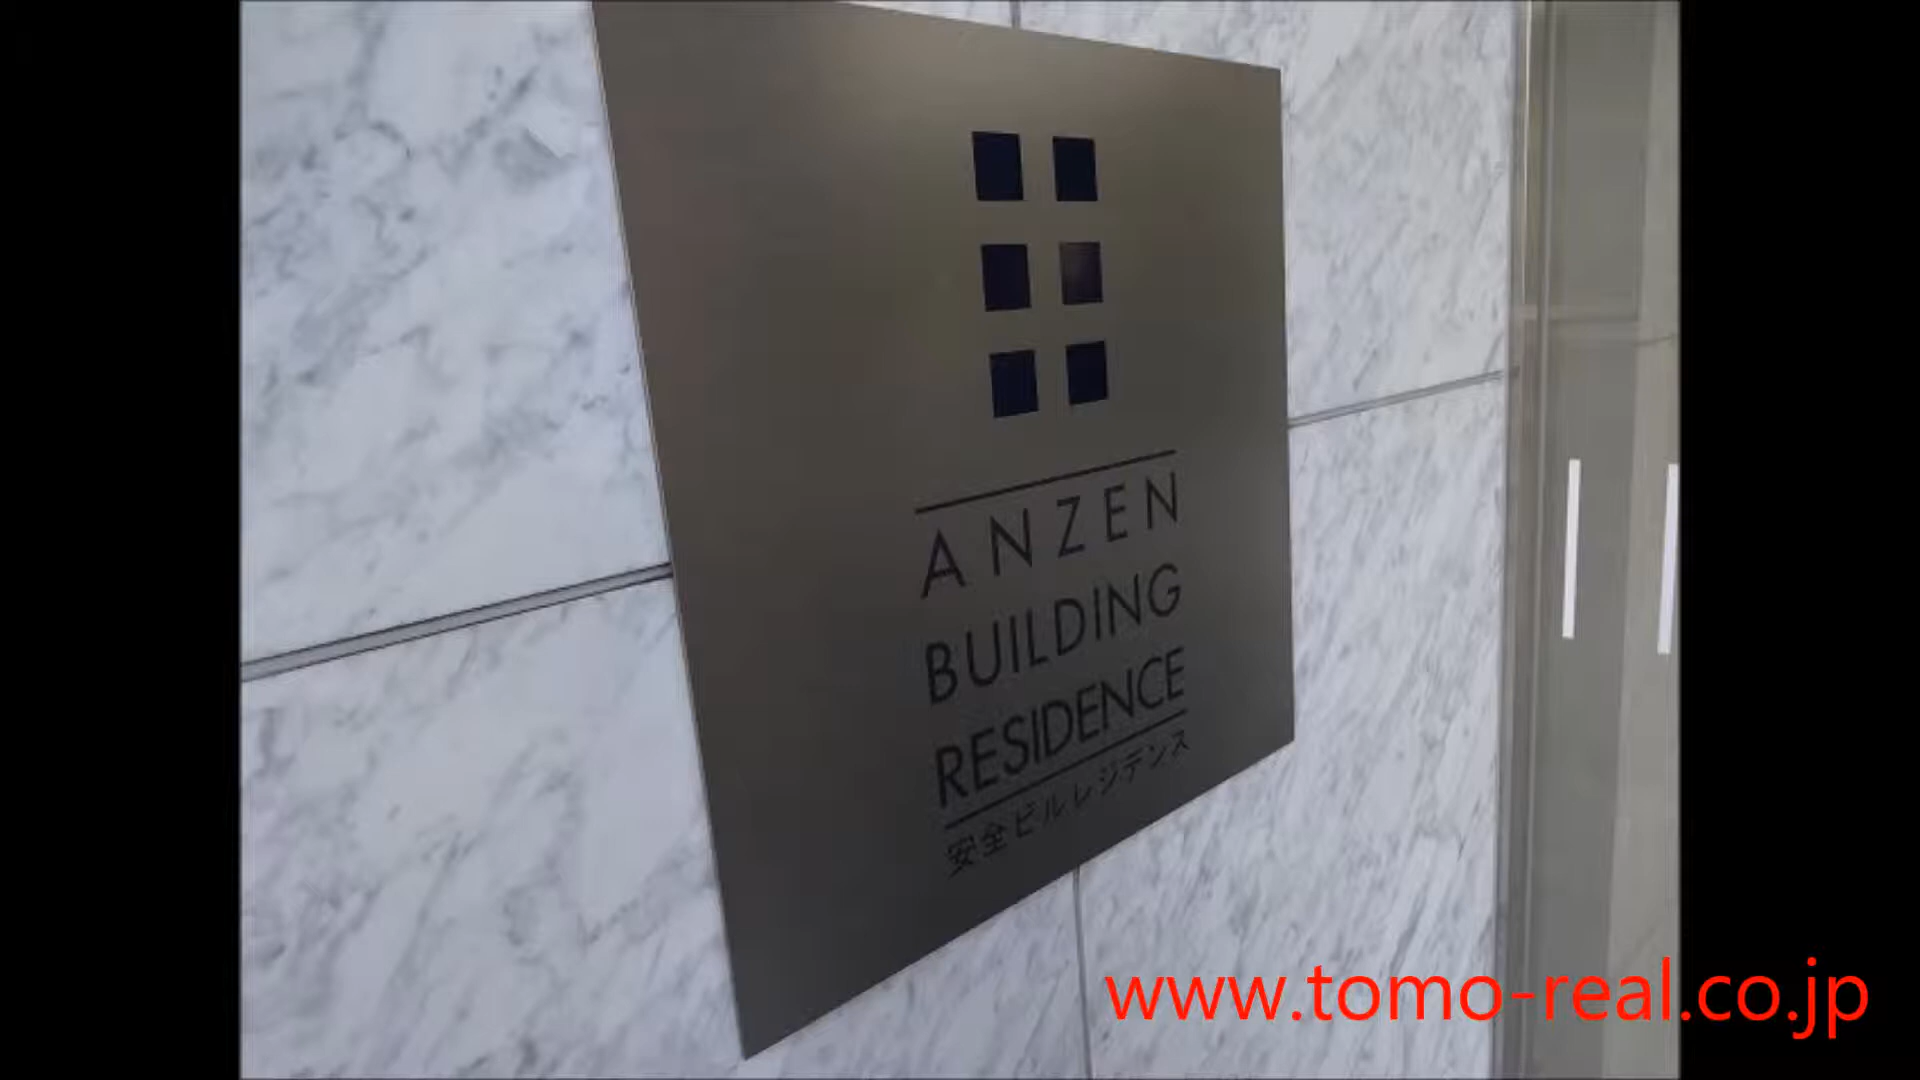 ANZEN
BUILDING
RESIDENCE
安全ビルレジデンス
www.tomo-real.co.jp